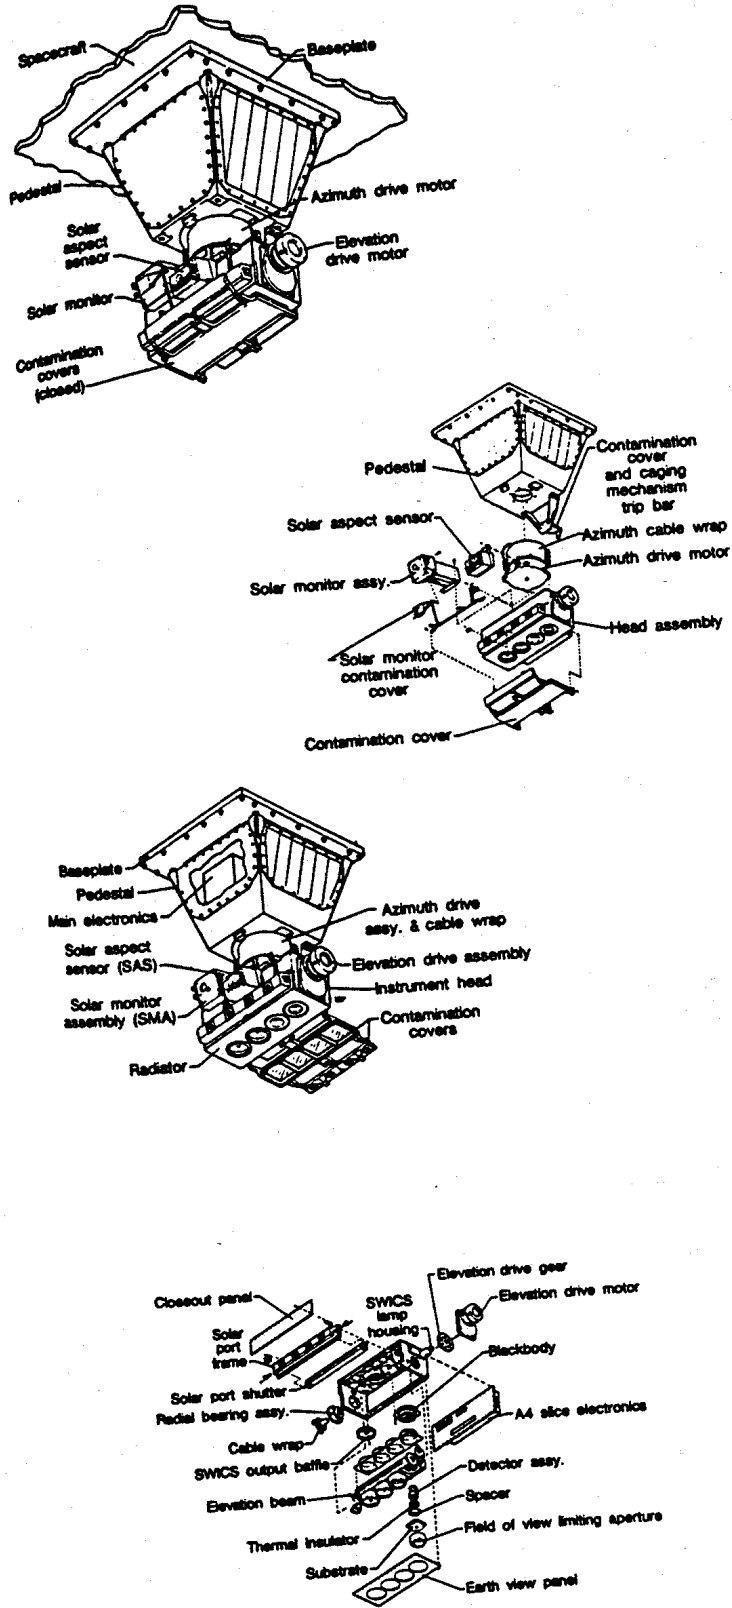 Spacecraft
Baseplate
Pedestal
Azimuth drive motor
Solar
aspect
sensor
Elevation
drive motor
Solar monitor
Contamination
covers
(closed)
Pedestal
Contamination
cover
and caging
mechanism
trip bar
Solar aspect sensor
Azimuth cable wrap
Azimuth drive motor
Solar monitor assy.
Head assembly
Solar monitor
contamination
cover
Contamination cover
Baseplate
Pedestal
Main electronics
Azimuth drive
assy. & cable wrap
Solar aspect
sensor (SAS)
Elevation drive assembly
Instrument head
Solar monitor
assembly (SMA)
Contamination
covers
Radiator
Elevation drive gear
Closeout panel
SWICS
lamp
housing
Elevation drive motor
Solar
port
frame
Blackbody
Solar port shutter
Radial bearing assy.
A4 slice electronics
Cable wrap
SWICS output baffle
Detector assy.
Elevation beam
Spacer
Thermal insulator
Field of view limiting aperture
Substrate
Earth view panel